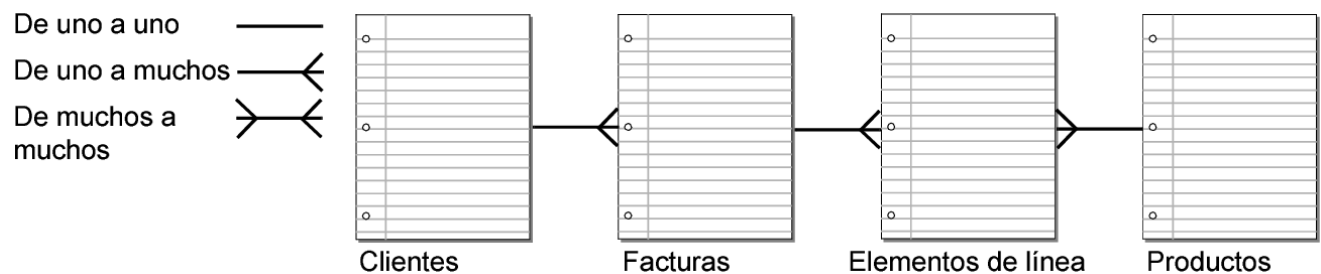 De uno a uno
De uno a muchos
De muchos a
muchos
Clientes
Facturas
Elementos de línea
Productos